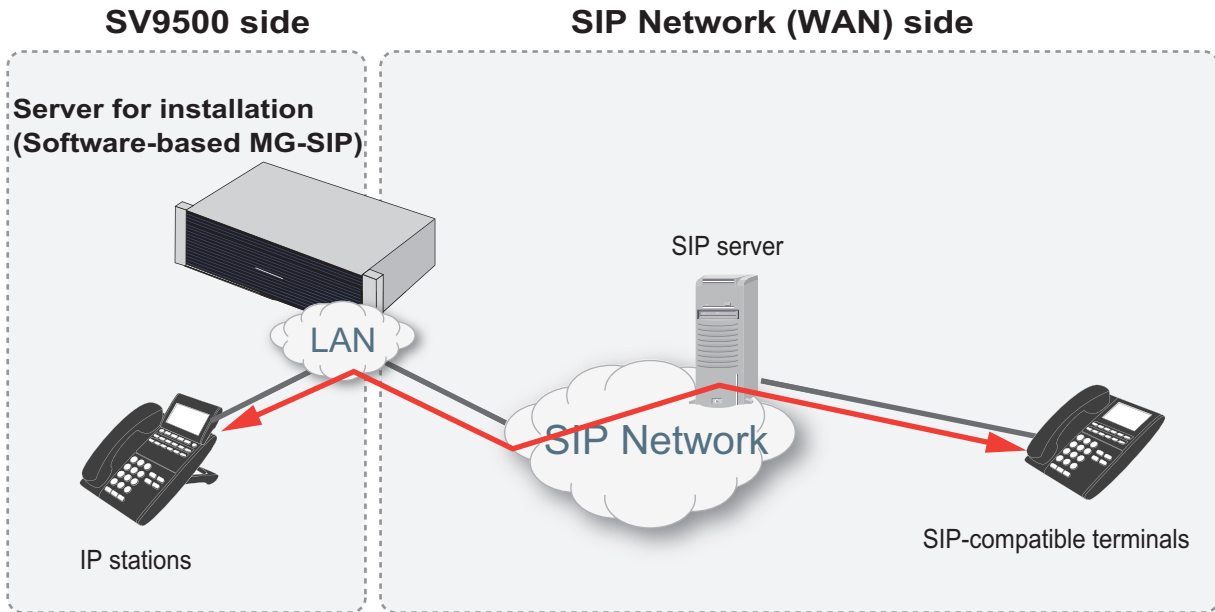 SV9500 side
SIP Network (WAN) side
Server for installation
(Software-based MG-SIP)
SIP server
LAN
SIP Network
IP stations
SIP-compatible terminals